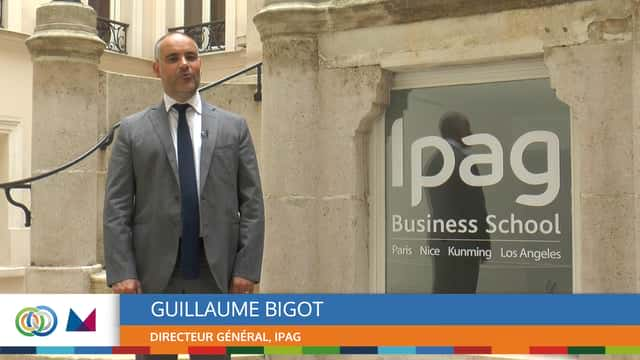 Ipag
Business School
Paris Nice Kunming Los Angeles
GUILLAUME BIGOT
DIRECTEUR GÉNÉRAL, IPAG